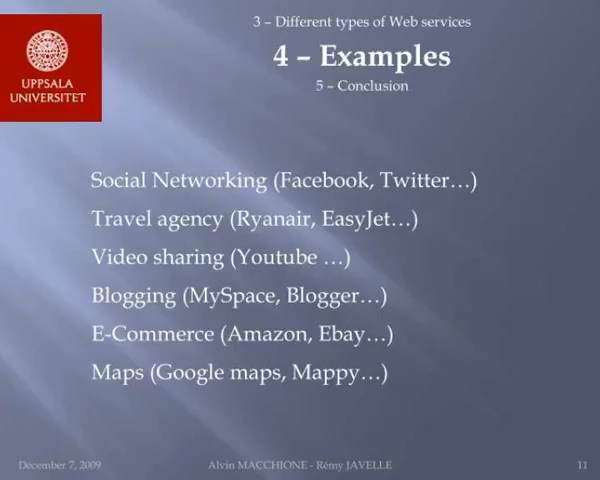 3 – Different types of Web services
4 – Examples
5 – Conclusion
UPPSALA
UNIVERSITET
Social Networking (Facebook, Twitter…)
Travel agency (Ryanair, EasyJet…)
Video sharing (Youtube …)
Blogging (MySpace, Blogger…)
E-Commerce (Amazon, Ebay…)
Maps (Google maps, Mappy…)
December 7, 2009
Alvin MACCHIONE - Rémy JAVELLE
11